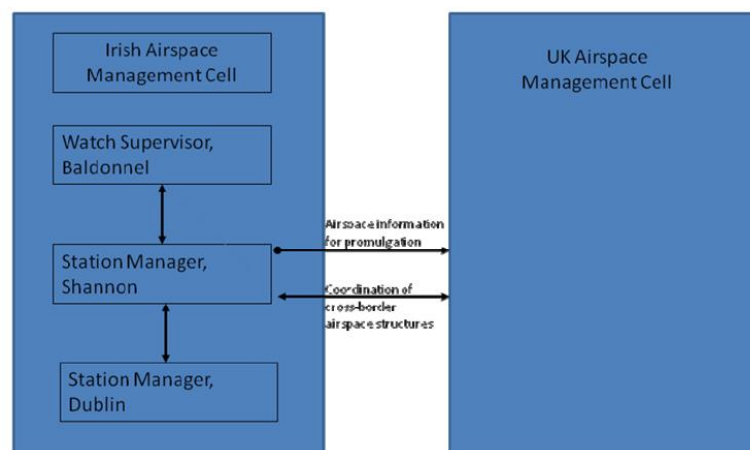 Irish Airspace
Management Cell
UK Airspace
Management Cell
Watch Supervisor,
Baldonnel
Airspace information
for promulgation
Station Manager,
Shannon
Coordination of
cross-border
airspace structures
Station Manager,
Dublin